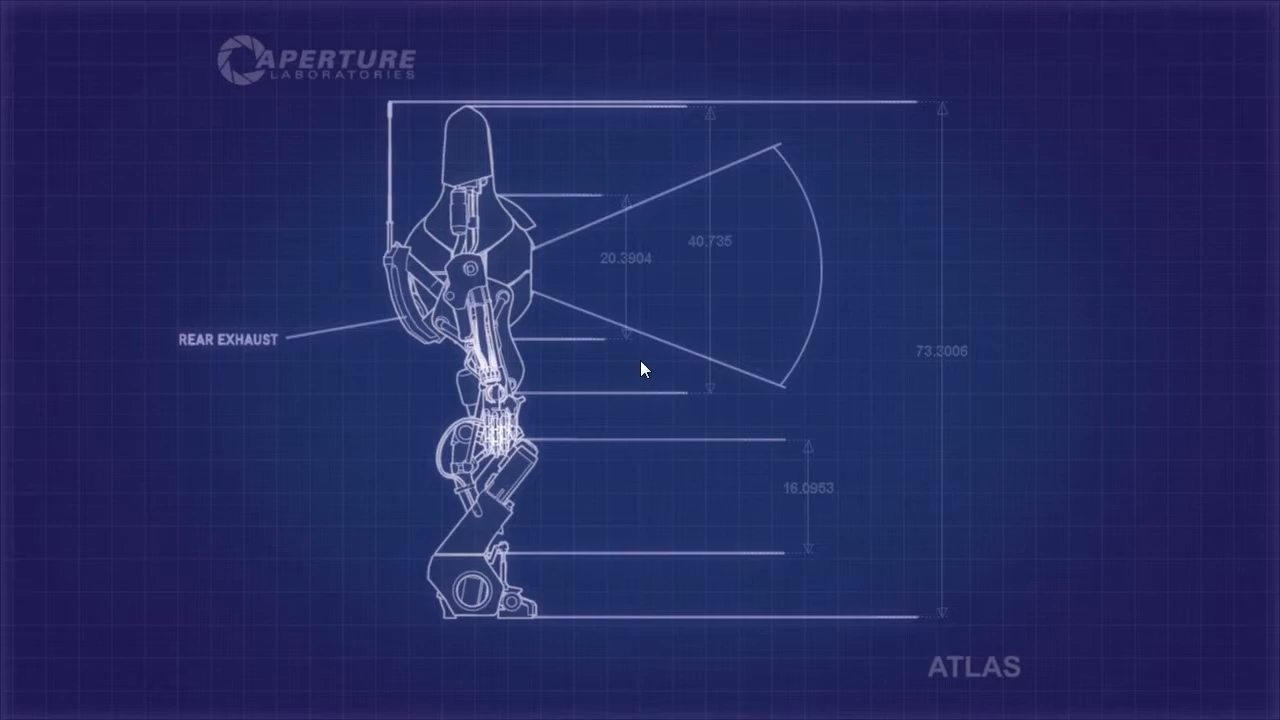 APERTURE
LABORATORIES
40.735
20.3904
REAR EXHAUST
73.3006
16.0953
ATLAS